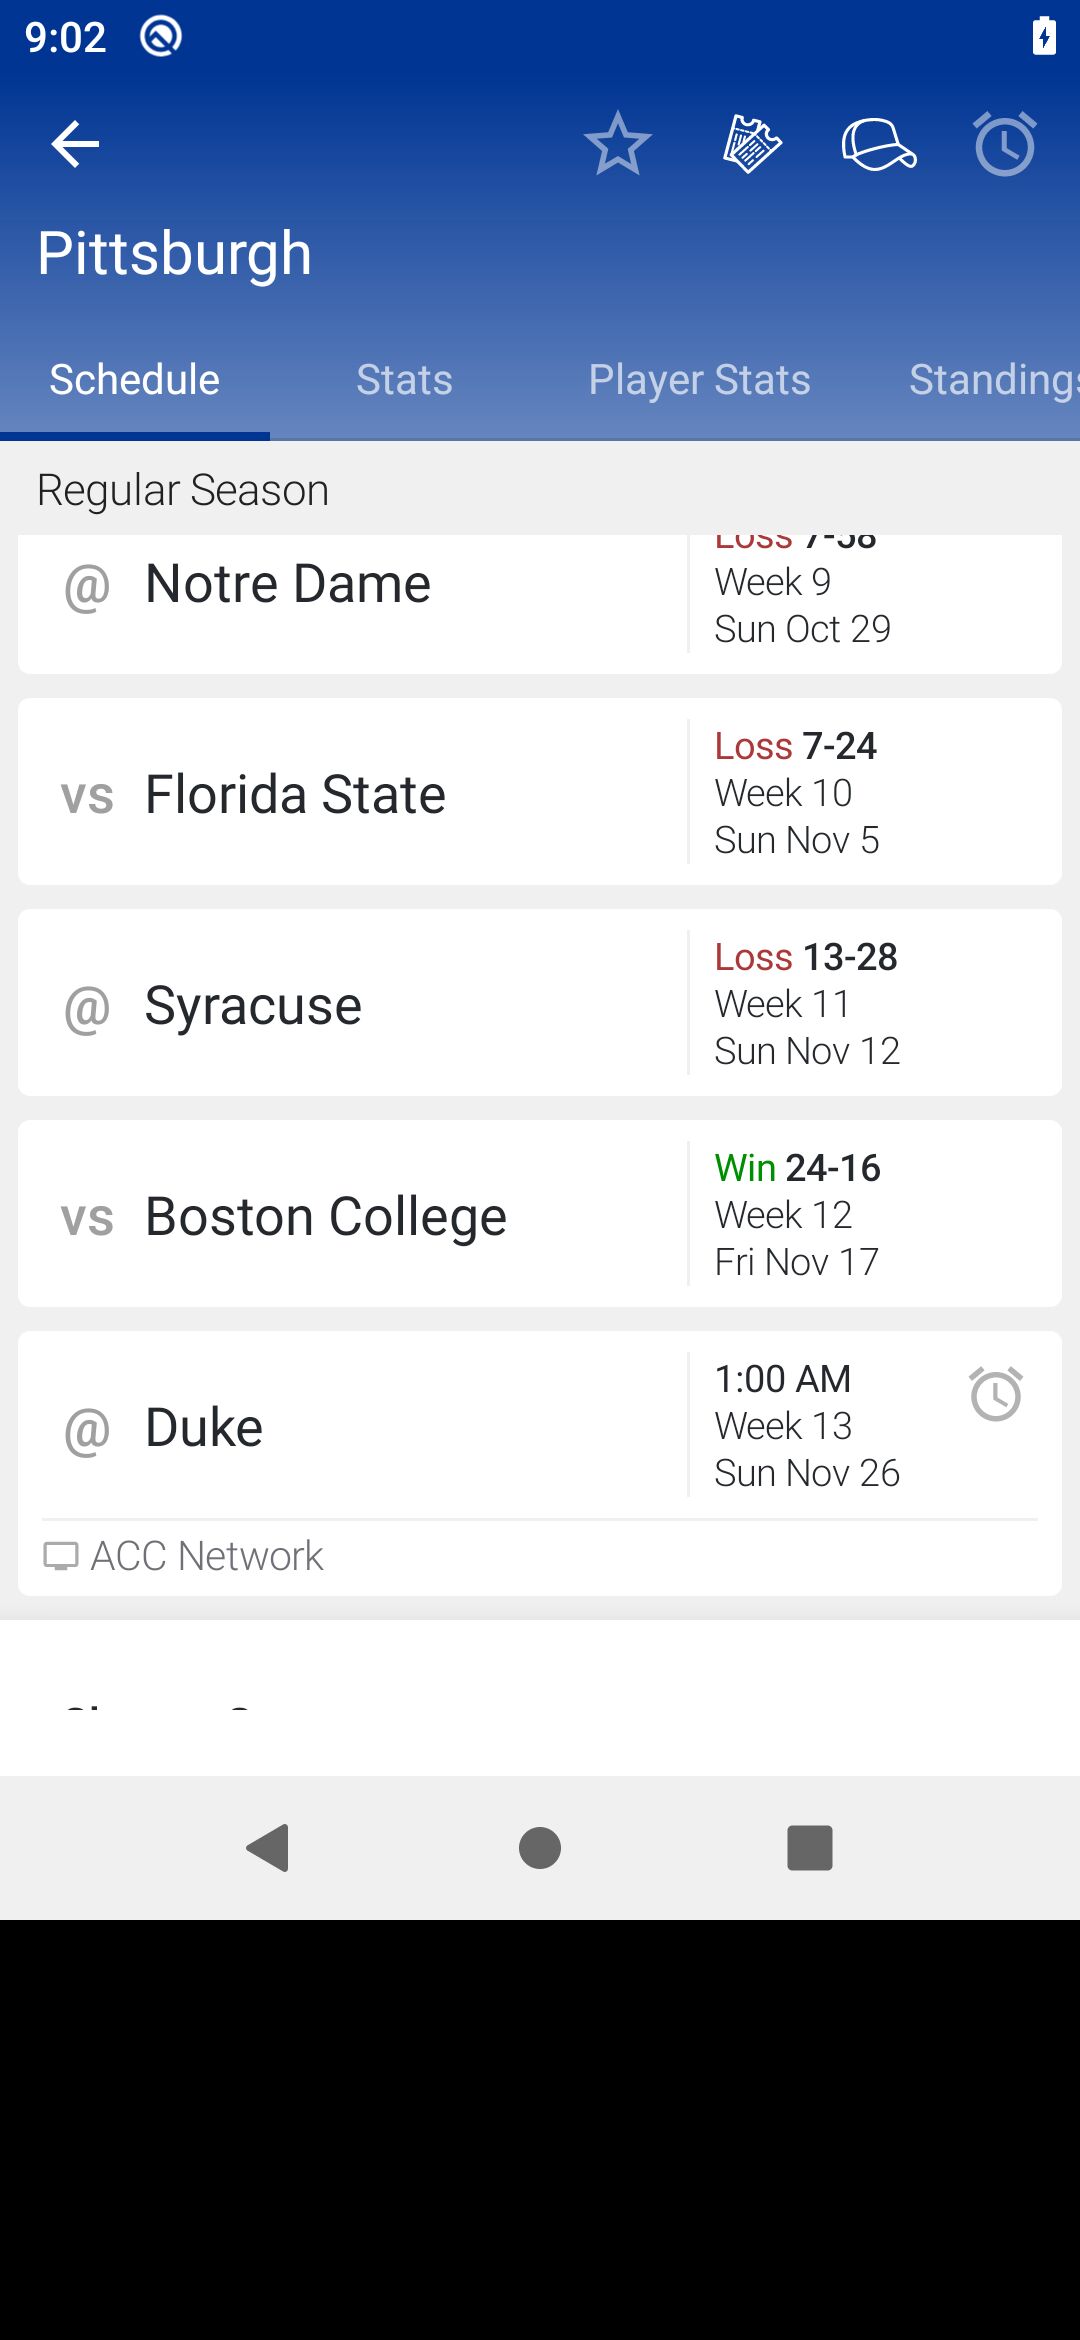 9:02
Pittsburgh
Schedule Stats Player Stats Standings
Regular Season
@ Notre Dame
Loss 7-58
Week 9
Sun Oct 29
vs Florida State
Loss 7-24
Week 10
Sun Nov 5
@ Syracuse
Loss 13-28
Week 11
Sun Nov 12
vs Boston College
Win 24-16
Week 12
Fri Nov 17
@ Duke
1:00 AM
Week 13
Sun Nov 26
ACC Network